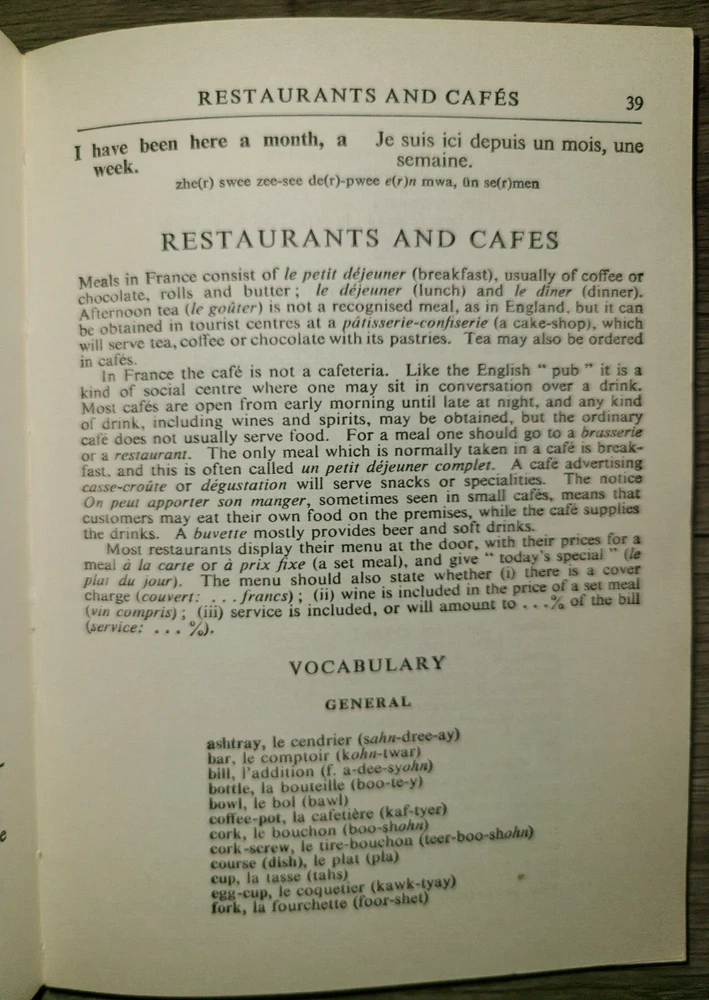 RESTAURANTS AND CAFÉS 39
I have been here a month, a Je suis ici depuis un mois, une
week. semaine.
zhe(r) swee zee-see de(r)-pwee e(r)n mwa, ün se(r)men
RESTAURANTS AND CAFES
Meals in France consist of le petit déjeuner (breakfast), usually of coffee or
chocolate, rolls and butter; le déjeuner (lunch) and le dîner (dinner).
Afternoon tea (le goûter) is not a recognised meal, as in England, but it can
be obtained in tourist centres at a pâtisserie-confiserie (a cake-shop), which
will serve tea, coffee or chocolate with its pastries. Tea may also be ordered
in cafés.
In France the café is not a cafeteria. Like the English “ pub ” it is a
kind of social centre where one may sit in conversation over a drink.
Most cafés are open from early morning until late at night, and any kind
of drink, including wines and spirits, may be obtained, but the ordinary
café does not usually serve food. For a meal one should go to a brasserie
or a restaurant. The only meal which is normally taken in a café is break-
fast, and this is often called un petit déjeuner complet. A café advertising
casse-croûte or dégustation will serve snacks or specialities. The notice
On peut apporter son manger, sometimes seen in small cafés, means that
customers may eat their own food on the premises, while the café supplies
the drinks. A buvette mostly provides beer and soft drinks.
Most restaurants display their menu at the door, with their prices for a
meal à la carte or à prix fixe (a set meal), and give “ today's special ” (le
plat du jour). The menu should also state whether (i) there is a cover
charge (couvert: . . . francs) ; (ii) wine is included in the price of a set meal
(vin compris) ; (iii) service is included, or will amount to . . .% of the bill
(service: . . . %).
VOCABULARY
GENERAL
ashtray, le cendrier (sahn-dree-ay)
bar, le comptoir (kohn-twar)
bill, l'addition (f. a-dee-syohn)
bottle, la bouteille (boo-te-y)
bowl, le bol (bawl)
coffee-pot, la cafetière (kaf-tyer)
cork, le bouchon (boo-shohn)
cork-screw, le tire-bouchon (teer-boo-shohn)
course (dish), le plat (pla)
cup, la tasse (tahs)
egg-cup, le coquetier (kawk-tyay)
fork, la fourchette (foor-shet)